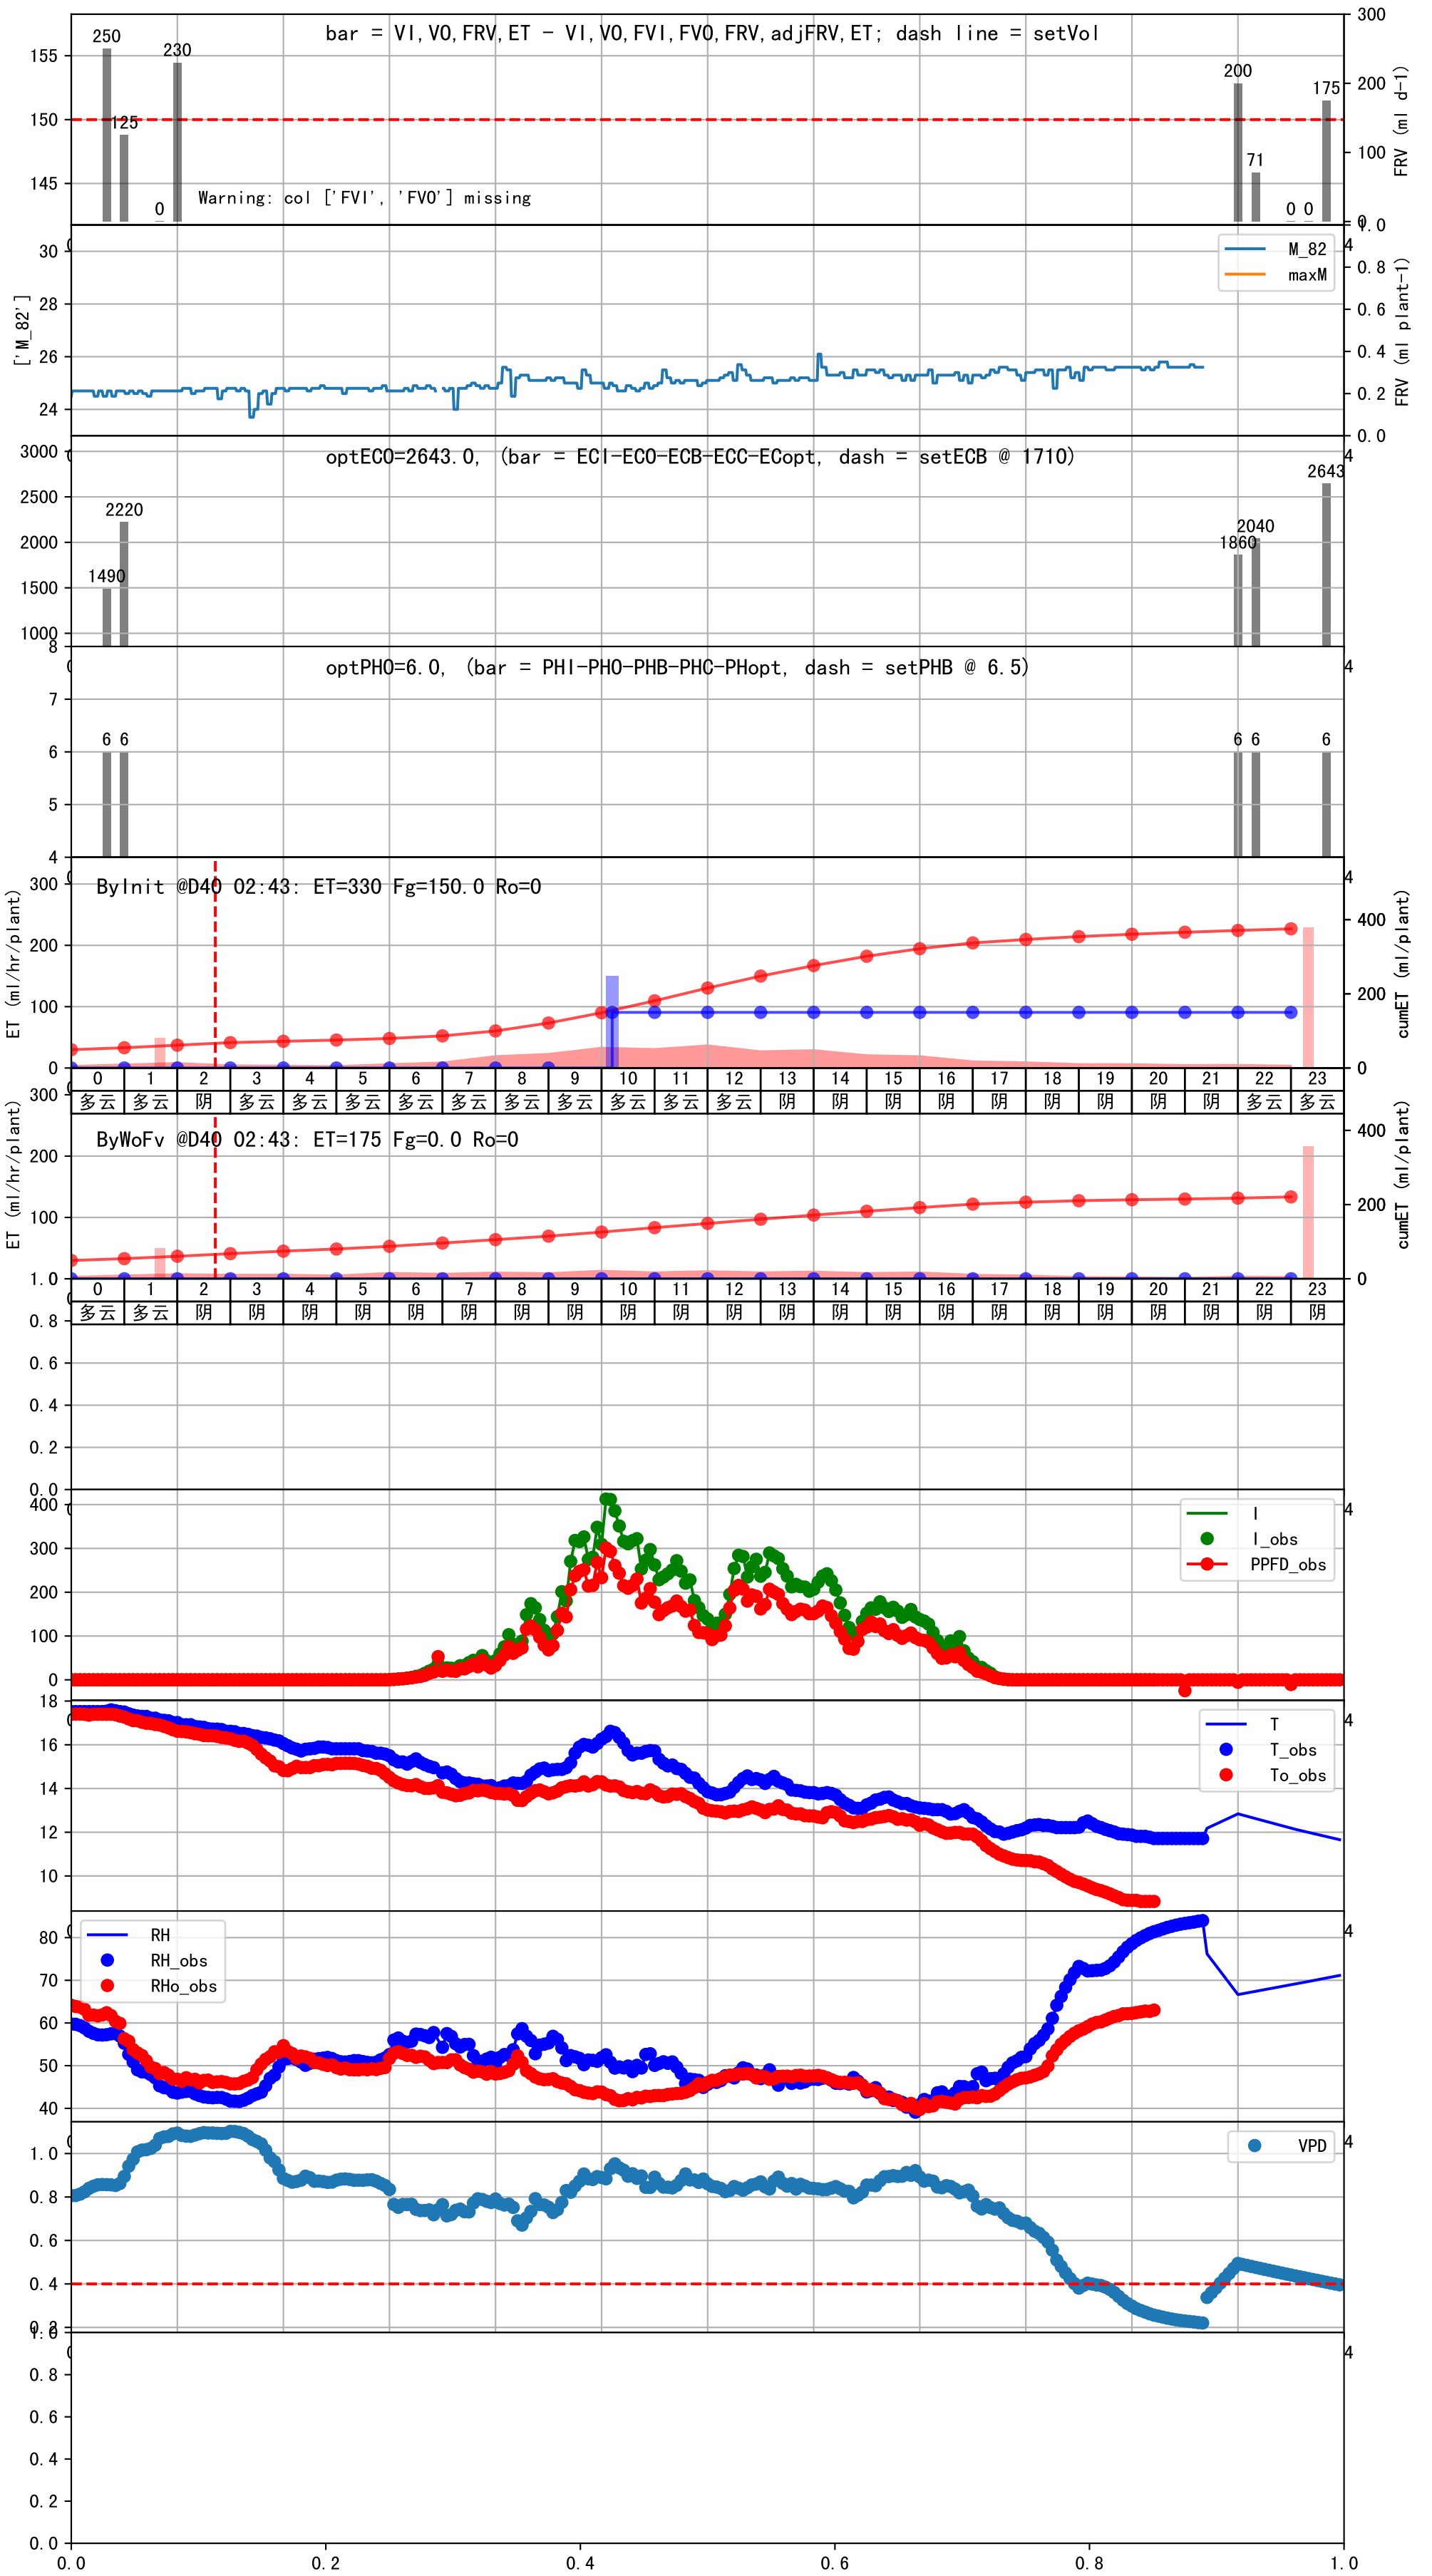 bar = VI,VO,FRV,ET - VI,VO,FVI,FVO,FRV,adjFRV,ET; dash line = setVol
250
125
0
230
200
71
0 0
175
155
150
145
300
200
100
0
FRV (ml d-1)
Warning: col ['FVI', 'FVO'] missing
M_82
maxM
30
28
26
24
['M_82']
1.0
0.8
0.6
0.4
0.2
0.0
FRV (ml plant-1)
optECO=2643.0, (bar = ECI-ECO-ECB-ECC-ECopt, dash = setECB @ 1710)
3000
2500
2000
1500
1000
1490
2220
1860
2040
2643
optPHO=6.0, (bar = PHI-PHO-PHB-PHC-PHopt, dash = setPHB @ 6.5)
8
7
6
5
4
6 6
6 6
6
ByInit @D40 02:43: ET=330 Fg=150.0 Ro=0
300
200
100
0
ET (ml/hr/plant)
400
200
0
cumET (ml/plant)
0 1 2 3 4 5 6 7 8 9 10 11 12 13 14 15 16 17 18 19 20 21 22 23
多云 多云 阴 多云 多云 多云 多云 多云 多云 多云 多云 多云 多云 阴 阴 阴 阴 阴 阴 阴 阴 阴 多云 多云
ByWoFv @D40 02:43: ET=175 Fg=0.0 Ro=0
300
200
100
ET (ml/hr/plant)
400
200
0
cumET (ml/plant)
0 1 2 3 4 5 6 7 8 9 10 11 12 13 14 15 16 17 18 19 20 21 22 23
多云 多云 阴 阴 阴 阴 阴 阴 阴 阴 阴 阴 阴 阴 阴 阴 阴 阴 阴 阴 阴 阴 阴 阴
1.0
0.8
0.6
0.4
0.2
0.0
I
I_obs
PPFD_obs
400
300
200
100
0
T
T_obs
To_obs
18
16
14
12
10
RH
RH_obs
RHo_obs
80
70
60
50
40
VPD
1.0
0.8
0.6
0.4
0.2
1.0
0.8
0.6
0.4
0.2
0.0
0.0 0.2 0.4 0.6 0.8 1.0